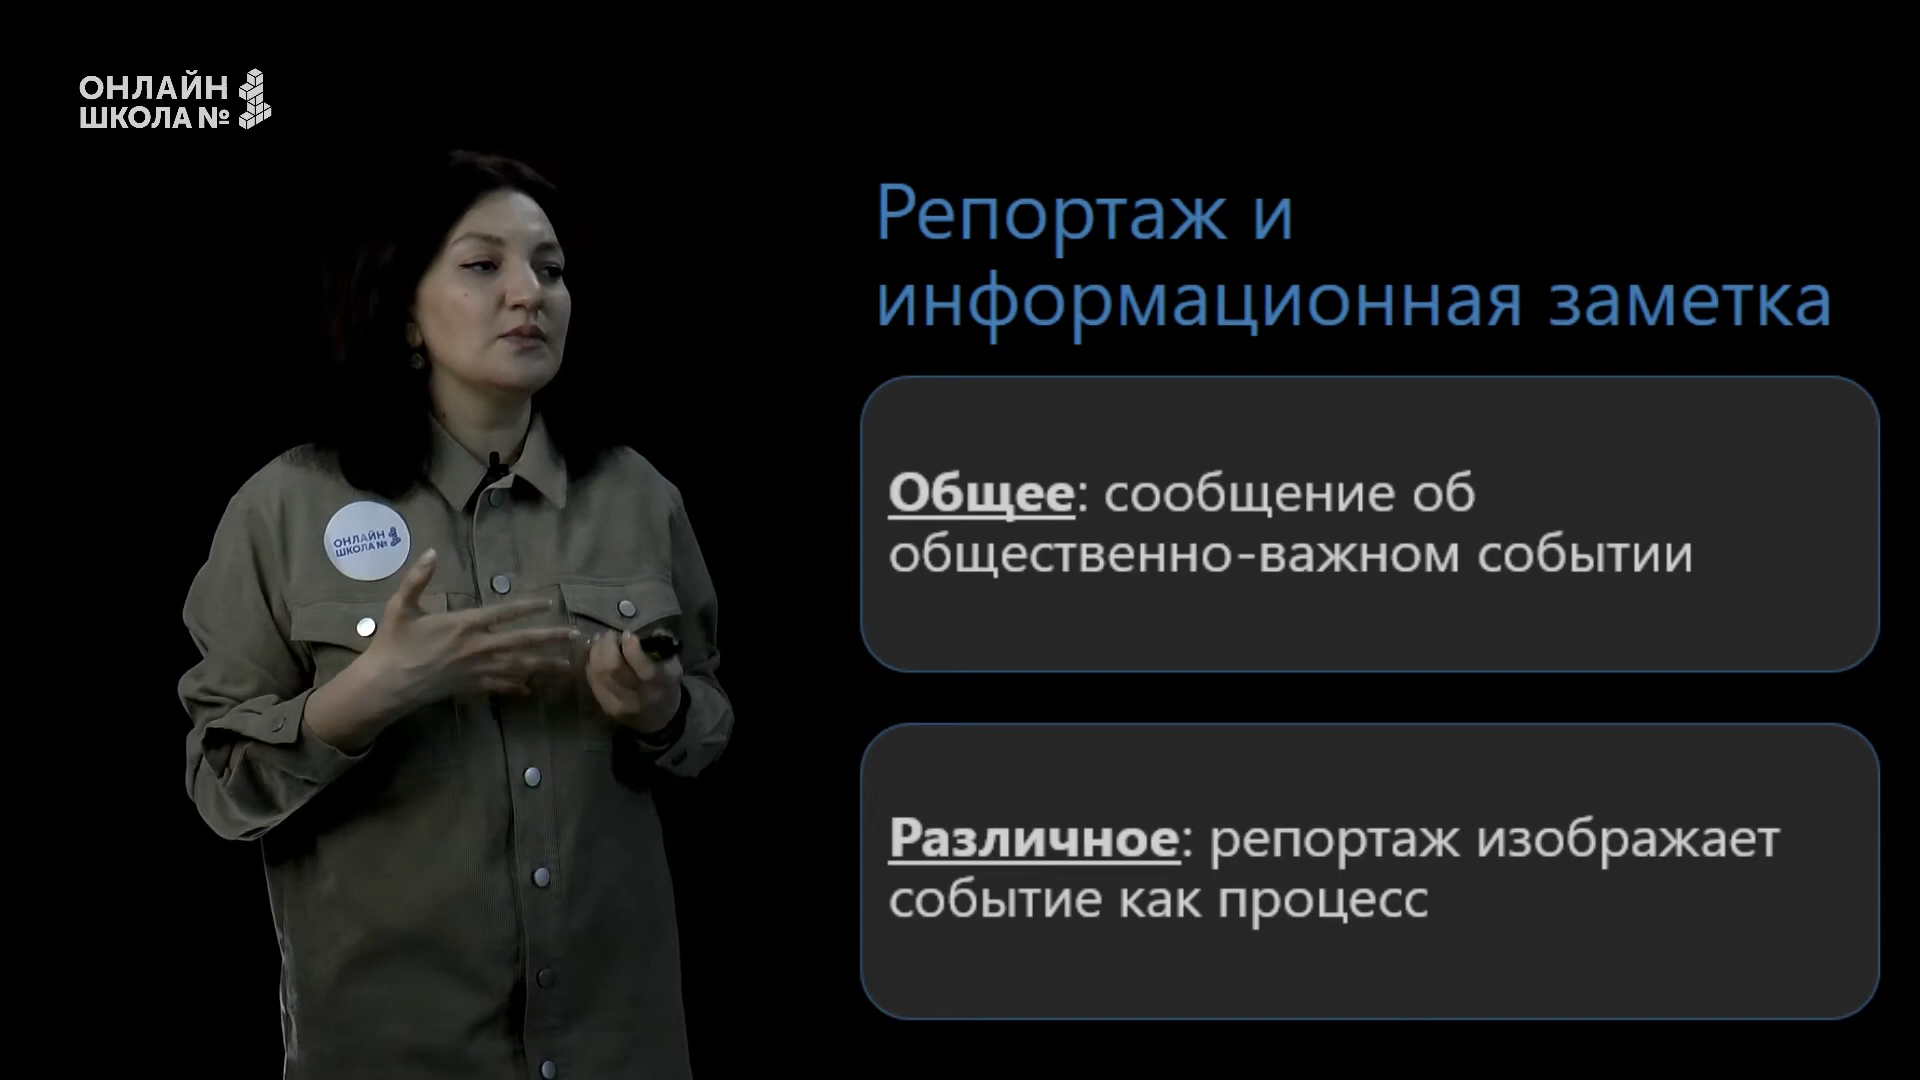 ОНЛАЙН
ШКОЛА №
Репортаж и
информационная заметка
Общее: сообщение об
общественно-важном событии
ОНЛАЙН
ШКОЛА №
Различное: репортаж изображает
событие как процесс